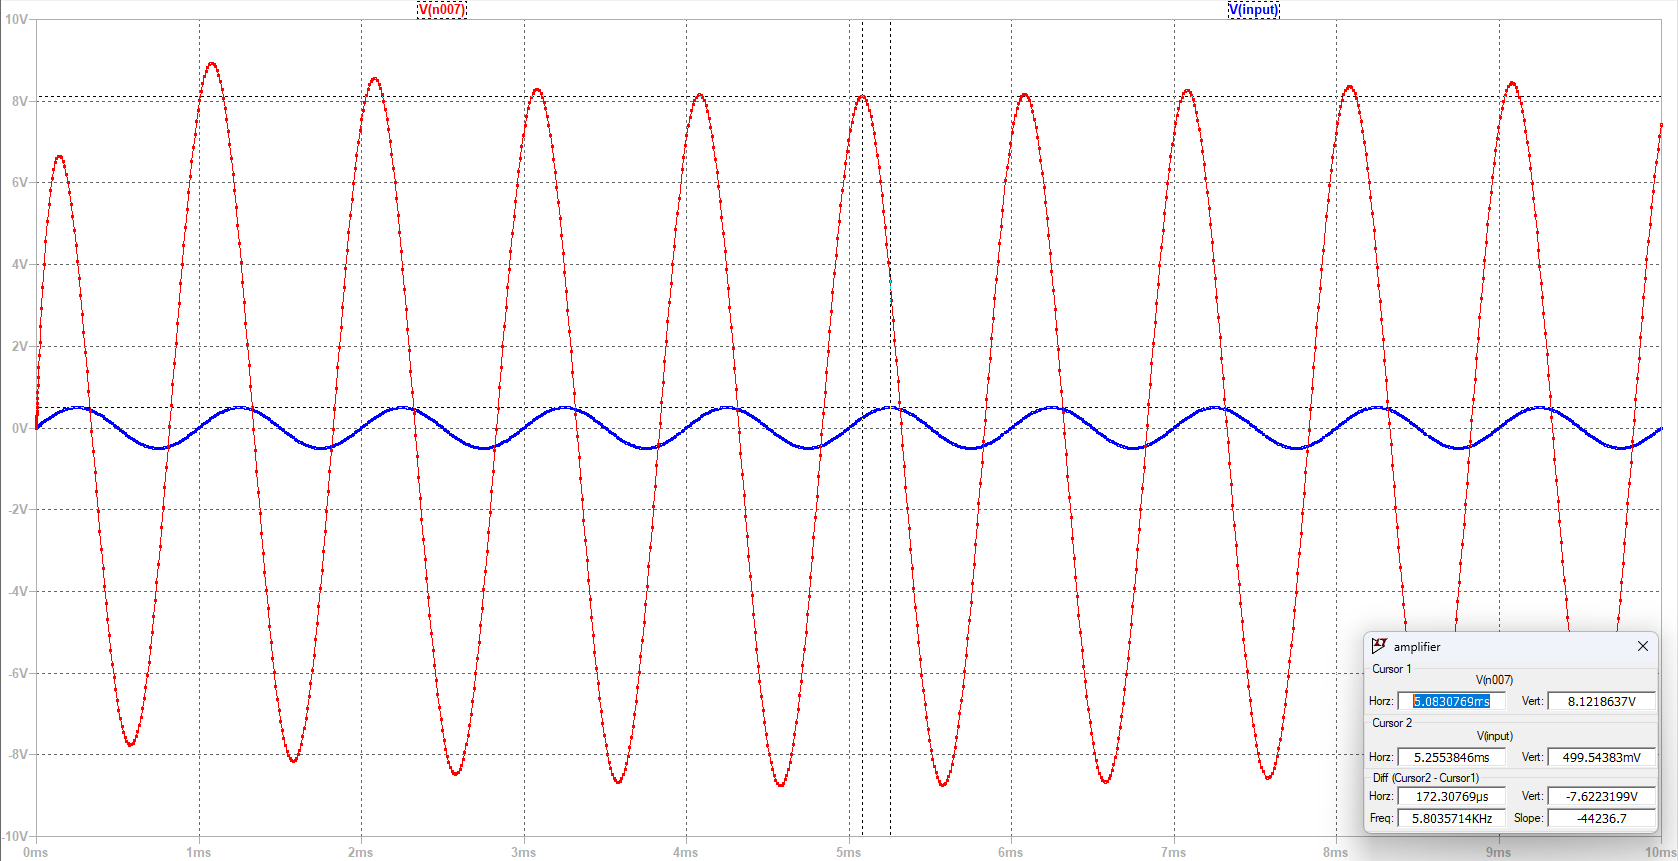 V(n007) V(input)
10V
8V
6V
4V
2V
0V
-2V
-4V
-6V
-8V
-10V
0ms 1ms 2ms 3ms 4ms 5ms 6ms 7ms 8ms 9ms 10ms
amplifier
Cursor 1
V(n007)
Horz: 5.0830769ms Vert: 8.1218637V
Cursor 2
V(input)
Horz: 5.2553846ms Vert: 499.54383mV
Diff (Cursor2 - Cursor1)
Horz: 172.30769µs Vert: -7.6223199V
Freq: 5.8035714KHz Slope: -44236.7